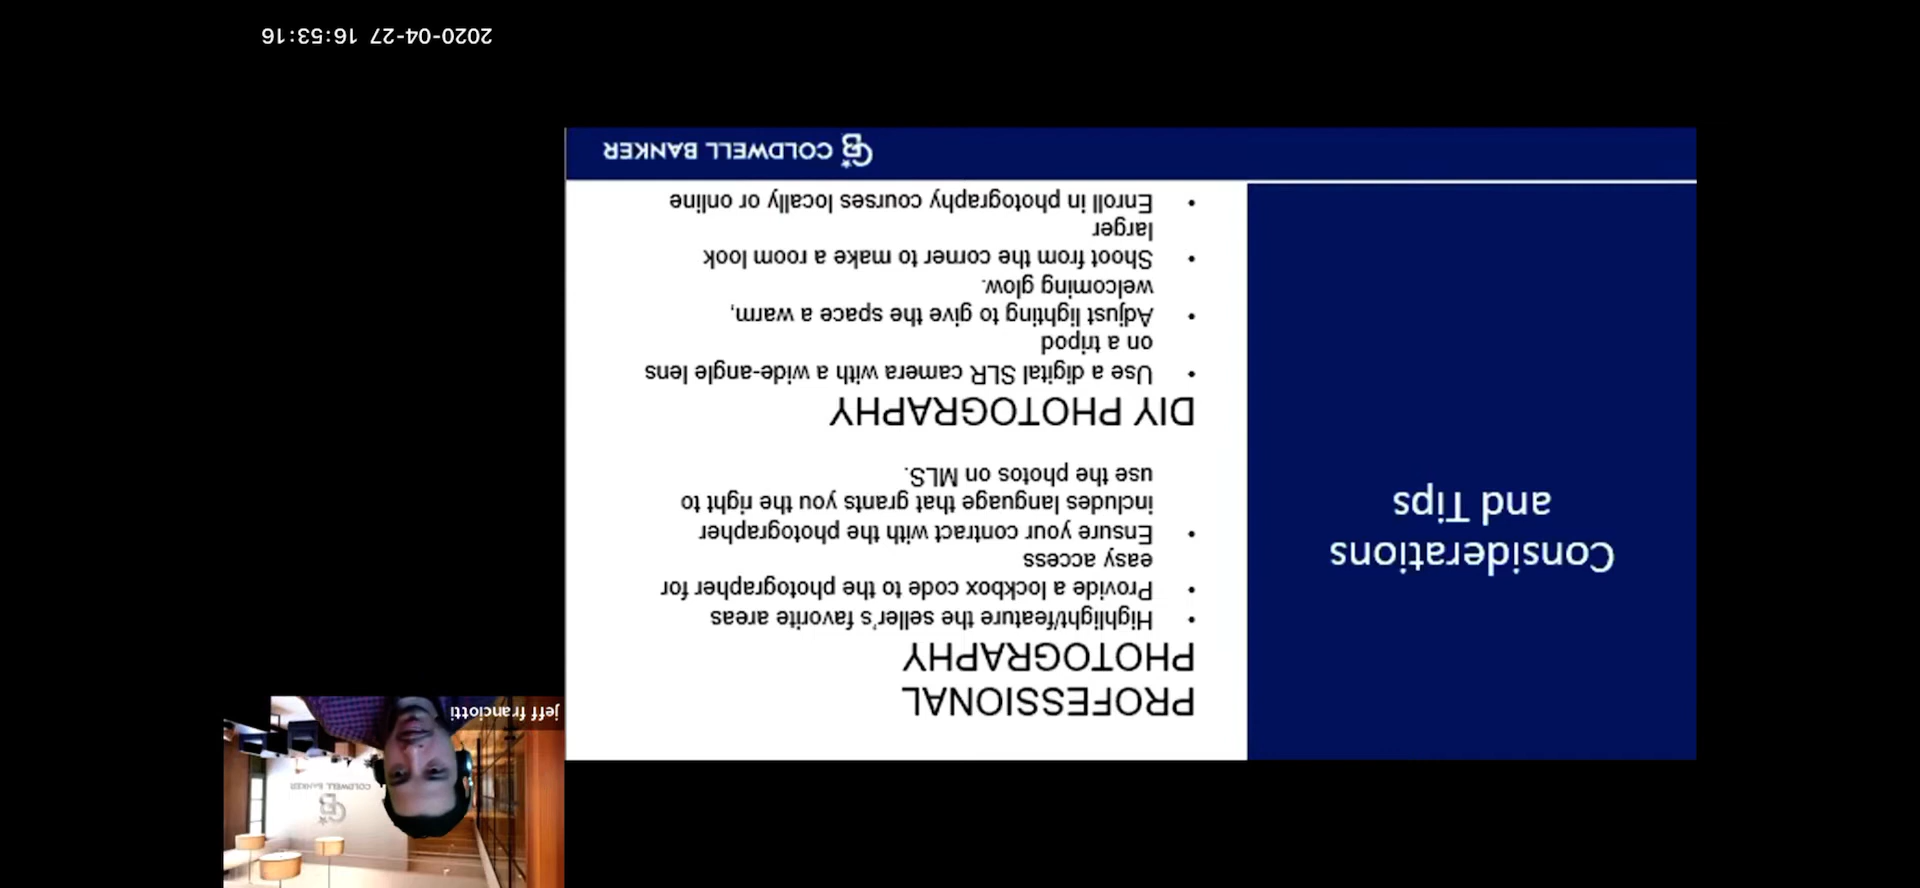 jeff franciotti
COLDWELL BANKER
Considerations
and Tips
PROFESSIONAL
PHOTOGRAPHY
• Highlight/feature the seller's favorite areas
• Provide a lockbox code to the photographer for
easy access
• Ensure your contract with the photographer
includes language that grants you the right to
use the photos on MLS.
DIY PHOTOGRAPHY
• Use a digital SLR camera with a wide-angle lens
on a tripod
• Adjust lighting to give the space a warm,
welcoming glow.
• Shoot from the corner to make a room look
larger
• Enroll in photography courses locally or online
CB COLDWELL BANKER
2020-04-27 16:53:16